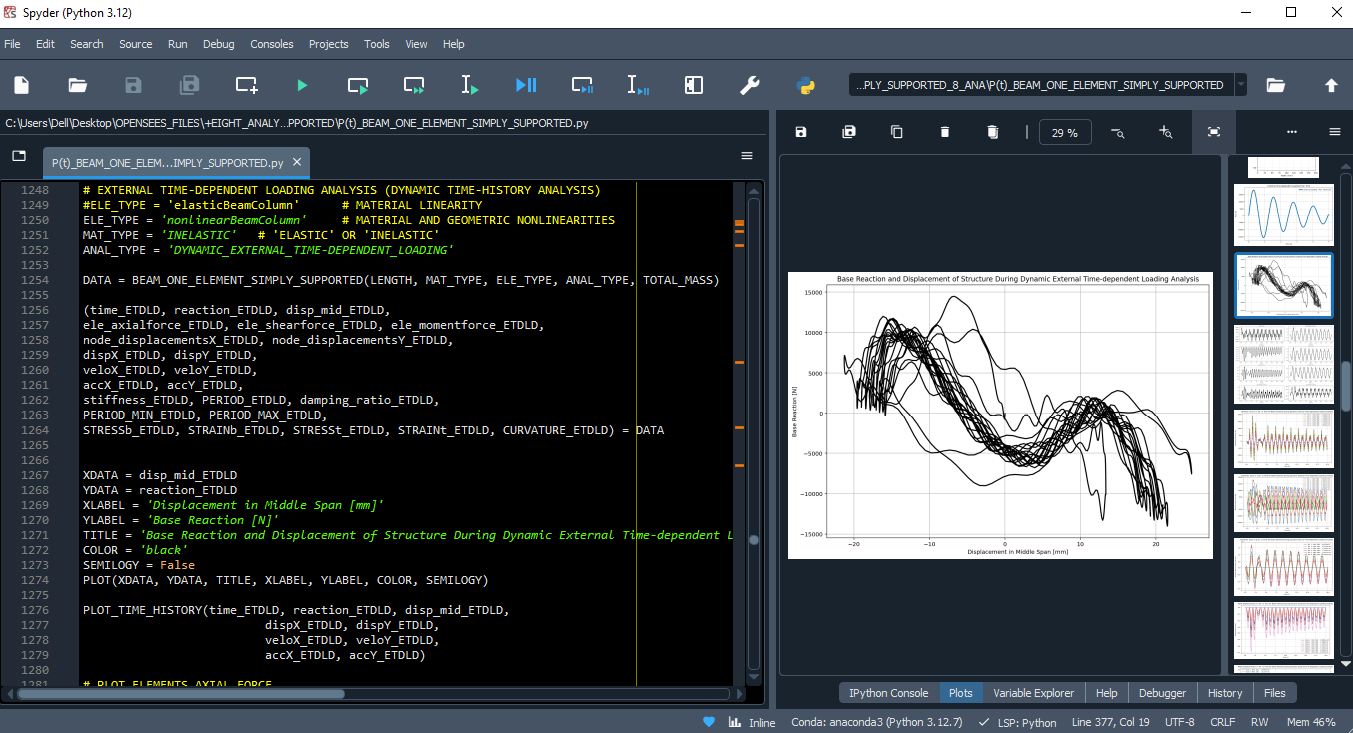 Spyder (Python 3.12)
File Edit Search Source Run Debug Consoles Projects Tools View Help
...PLY_SUPPORTED_8_ANA\P(t)_BEAM_ONE_ELEMENT_SIMPLY_SUPPORTED
C:\Users\Dell\Desktop\OPENSEES_FILES\+EIGHT_ANALY...PPORTED\P(t)_BEAM_ONE_ELEMENT_SIMPLY_SUPPORTED.py
P(t)_BEAM_ONE_ELEM...IMPLY_SUPPORTED.py
29 %
1248 # EXTERNAL TIME-DEPENDENT LOADING ANALYSIS (DYNAMIC TIME-HISTORY ANALYSIS)
1249 #ELE_TYPE = 'elasticBeamColumn' # MATERIAL LINEARITY
1250 ELE_TYPE = 'nonlinearBeamColumn' # MATERIAL AND GEOMETRIC NONLINEARITIES
1251 MAT_TYPE = 'INELASTIC' # 'ELASTIC' OR 'INELASTIC'
1252 ANAL_TYPE = 'DYNAMIC_EXTERNAL_TIME-DEPENDENT_LOADING'
1253
1254 DATA = BEAM_ONE_ELEMENT_SIMPLY_SUPPORTED(LENGTH, MAT_TYPE, ELE_TYPE, ANAL_TYPE, TOTAL_MASS)
1255
1256 (time_ETDLD, reaction_ETDLD, disp_mid_ETDLD,
1257 ele_axialforce_ETDLD, ele_shearforce_ETDLD, ele_momentforce_ETDLD,
1258 node_displacementsX_ETDLD, node_displacementsY_ETDLD,
1259 dispX_ETDLD, dispY_ETDLD,
1260 veloX_ETDLD, veloY_ETDLD,
1261 accX_ETDLD, accY_ETDLD,
1262 stiffness_ETDLD, PERIOD_ETDLD, damping_ratio_ETDLD,
1263 PERIOD_MIN_ETDLD, PERIOD_MAX_ETDLD,
1264 STRESSb_ETDLD, STRAINb_ETDLD, STRESSt_ETDLD, STRAINt_ETDLD, CURVATURE_ETDLD) = DATA
1265
1266
1267 XDATA = disp_mid_ETDLD
1268 YDATA = reaction_ETDLD
1269 XLABEL = 'Displacement in Middle Span [mm]'
1270 YLABEL = 'Base Reaction [N]'
1271 TITLE = 'Base Reaction and Displacement of Structure During Dynamic External Time-dependent L
1272 COLOR = 'black'
1273 SEMILOGY = False
1274 PLOT(XDATA, YDATA, TITLE, XLABEL, YLABEL, COLOR, SEMILOGY)
1275
1276 PLOT_TIME_HISTORY(time_ETDLD, reaction_ETDLD, disp_mid_ETDLD,
1277 dispX_ETDLD, dispY_ETDLD,
1278 veloX_ETDLD, veloY_ETDLD,
1279 accX_ETDLD, accY_ETDLD)
1280
1281 # PLOT ELEMENTS AXIAL FORCE
Base Reaction and Displacement of Structure During Dynamic External Time-dependent Loading Analysis
15000
10000
5000
0
−5000
−10000
−15000
Base Reaction [N]
−20 −10 0 10 20
Displacement in Middle Span [mm]
IPython Console Plots Variable Explorer Help Debugger History Files
Inline Conda: anaconda3 (Python 3.12.7) LSP: Python Line 377, Col 19 UTF-8 CRLF RW Mem 46%